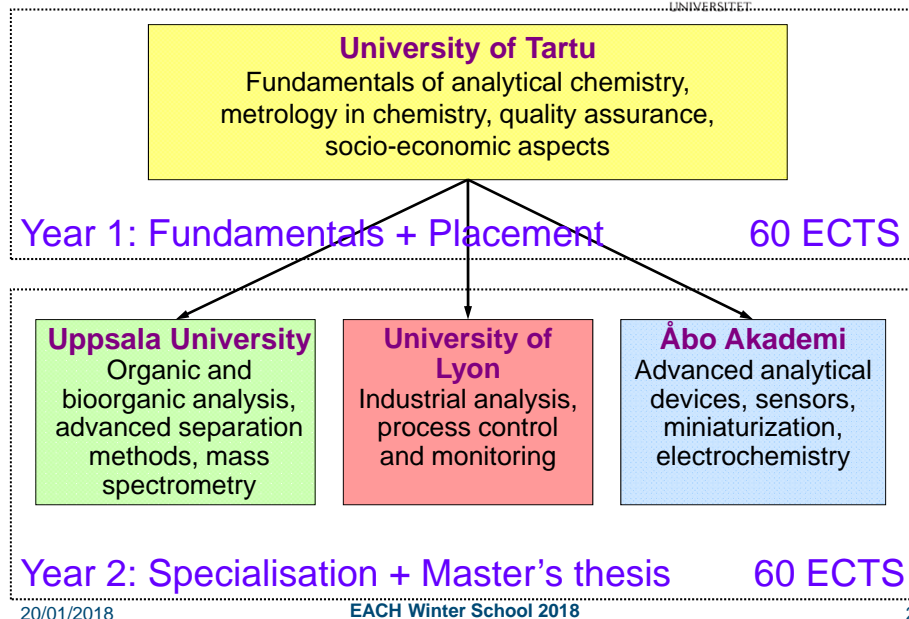 UNIVERSITET
University of Tartu
Fundamentals of analytical chemistry,
metrology in chemistry, quality assurance,
socio-economic aspects
Year 1: Fundamentals + Placement 60 ECTS
Uppsala University
Organic and
bioorganic analysis,
advanced separation
methods, mass
spectrometry
University of
Lyon
Industrial analysis,
process control
and monitoring
Åbo Akademi
Advanced analytical
devices, sensors,
miniaturization,
electrochemistry
Year 2: Specialisation + Master’s thesis 60 ECTS
20/01/2018 EACH Winter School 2018